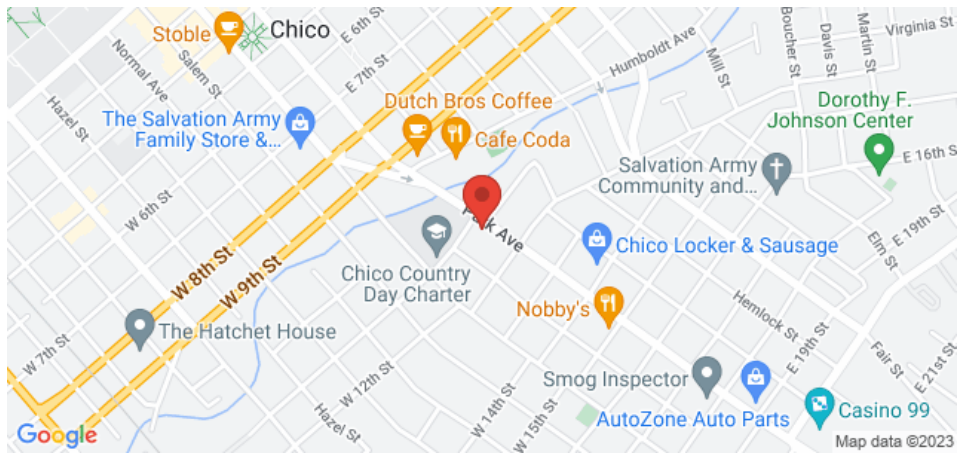 Stoble
Chico
E 6th St
E 7th St
Humboldt Ave
Mill St
Boucher St
Davis St
Martin St
Virginia St
Normal Ave
Salem St
Hazel St
The Salvation Army
Family Store &...
Dutch Bros Coffee
Cafe Coda
Dorothy F.
Johnson Center
E 16th St
Salvation Army
Community and...
W 6th St
W 8th St
W 9th St
Park Ave
Chico Country
Day Charter
Chico Locker & Sausage
E 19th St
Elm St
Nobby's
Hemlock St
E 19th St
Fair St
E 21st St
The Hatchet House
W 7th St
W 12th St
Hazel St
W 14th St
W 15th St
Smog Inspector
AutoZone Auto Parts
Casino 99
Google
Map data ©2023